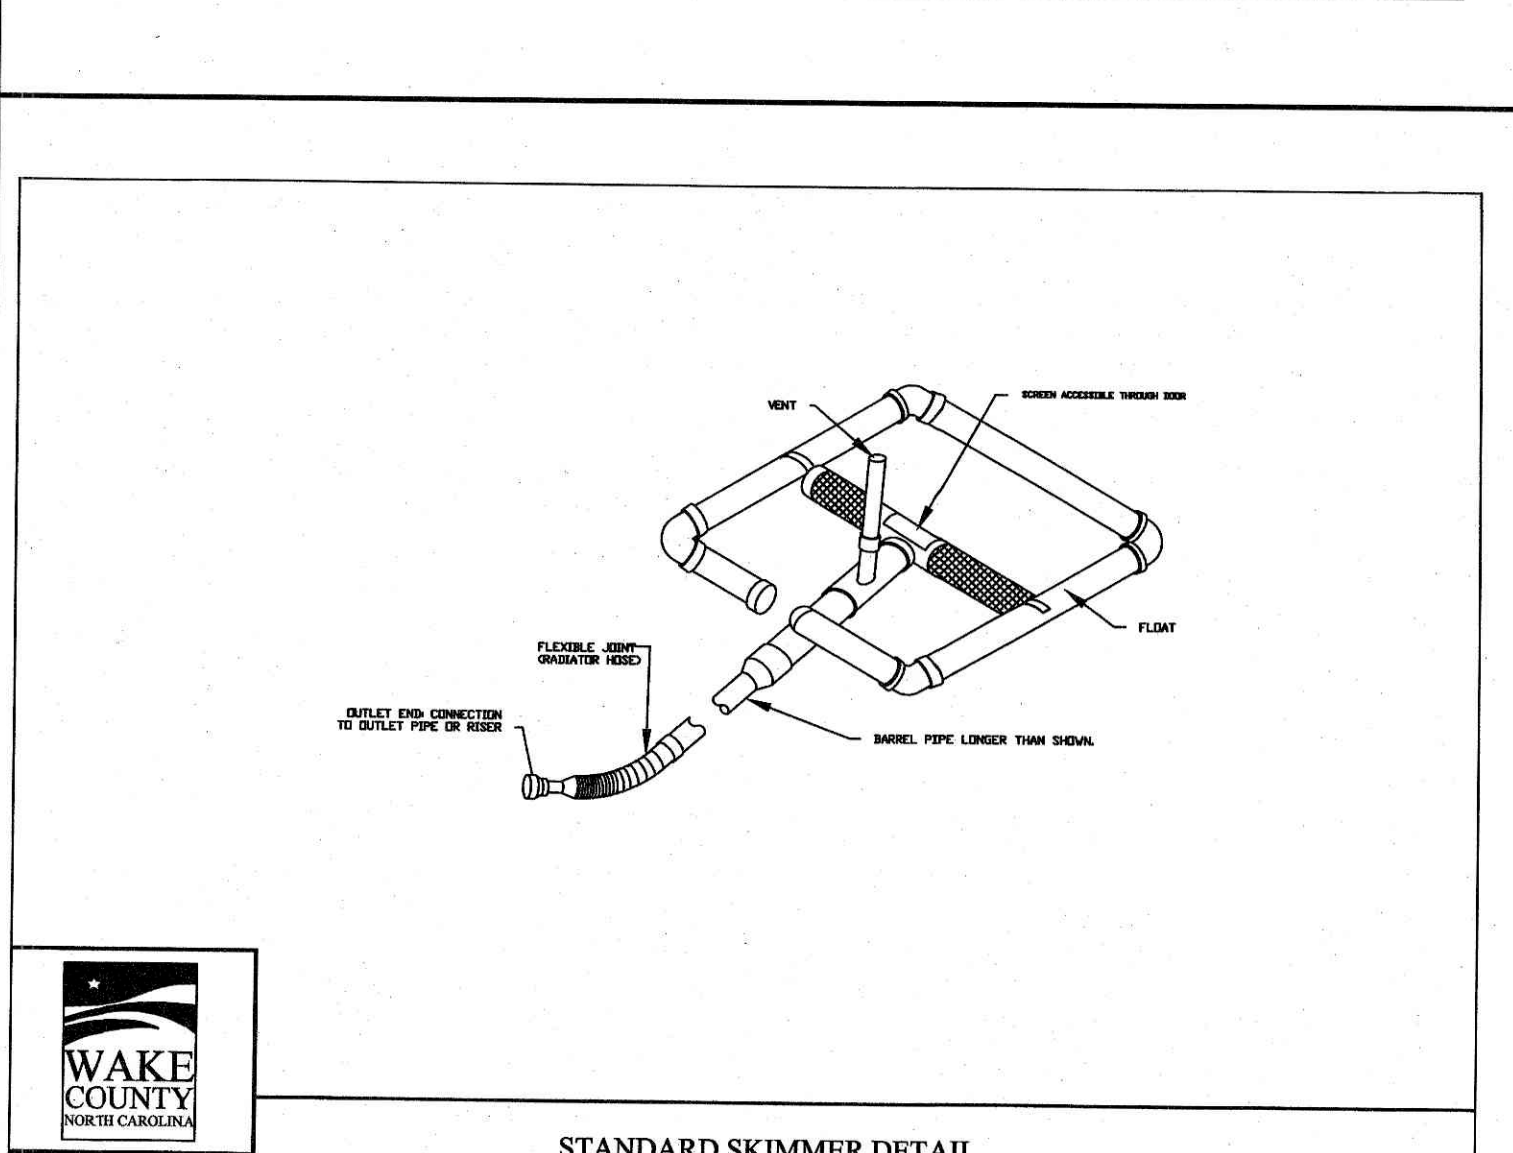 VENT
SCREEN ACCESSIBLE THROUGH DOOR
FLOAT
FLEXIBLE JOINT
(RADIATOR HOSE)
OUTLET END: CONNECTION
TO OUTLET PIPE OR RISER
BARREL PIPE LONGER THAN SHOWN.
WAKE
COUNTY
NORTH CAROLINA
STANDARD SKIMMER DETAIL